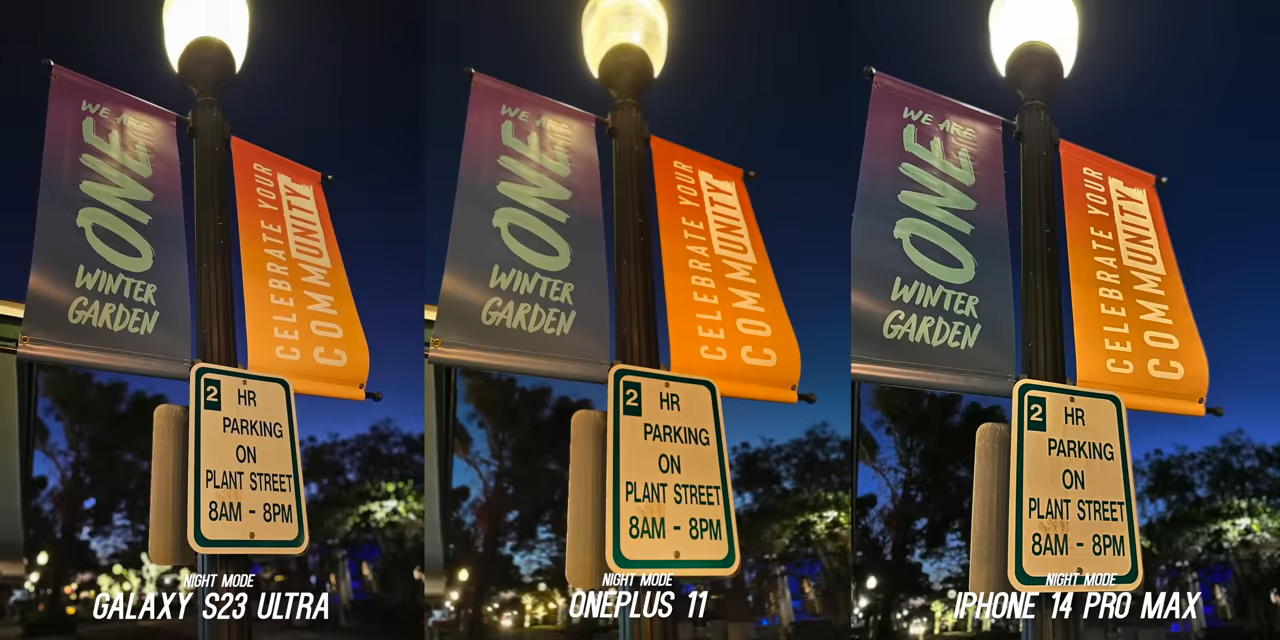 WE ARE
ONE
WINTER
GARDEN
CELEBRATE YOUR
COMMUNITY
2 HR
PARKING
ON
PLANT STREET
8AM - 8PM
NIGHT MODE
GALAXY S23 ULTRA
WE ARE
ONE
WINTER
GARDEN
CELEBRATE YOUR
COMMUNITY
2 HR
PARKING
ON
PLANT STREET
8AM - 8PM
NIGHT MODE
ONEPLUS 11
WE ARE
ONE
WINTER
GARDEN
CELEBRATE YOUR
COMMUNITY
2 HR
PARKING
ON
PLANT STREET
8AM - 8PM
NIGHT MODE
IPHONE 14 PRO MAX